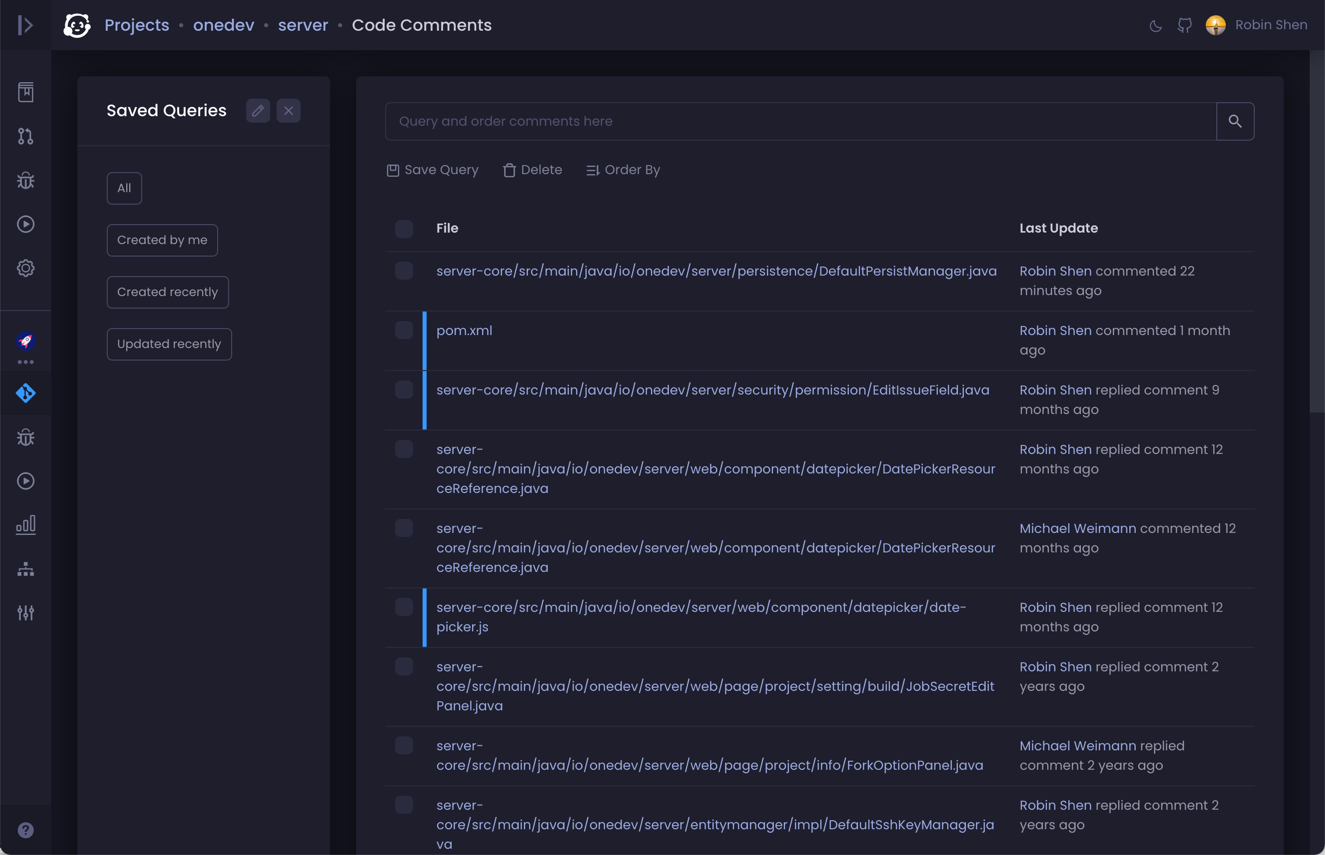 Projects • onedev • server • Code Comments
Robin Shen
Saved Queries
All
Created by me
Created recently
Updated recently
Query and order comments here
Save Query Delete Order By
File Last Update
server-core/src/main/java/io/onedev/server/persistence/DefaultPersistManager.java
Robin Shen commented 22
minutes ago
pom.xml
Robin Shen commented 1 month
ago
server-core/src/main/java/io/onedev/server/security/permission/EditIssueField.java
Robin Shen replied comment 9
months ago
server-
core/src/main/java/io/onedev/server/web/component/datepicker/DatePickerResour
ceReference.java
Robin Shen replied comment 12
months ago
server-
core/src/main/java/io/onedev/server/web/component/datepicker/DatePickerResour
ceReference.java
Michael Weimann commented 12
months ago
server-core/src/main/java/io/onedev/server/web/component/datepicker/date-
picker.js
Robin Shen replied comment 12
months ago
server-
core/src/main/java/io/onedev/server/web/page/project/setting/build/JobSecretEdit
Panel.java
Robin Shen replied comment 2
years ago
server-
core/src/main/java/io/onedev/server/web/page/project/info/ForkOptionPanel.java
Michael Weimann replied
comment 2 years ago
server-
core/src/main/java/io/onedev/server/entitymanager/impl/DefaultSshKeyManager.ja
va
Robin Shen replied comment 2
years ago